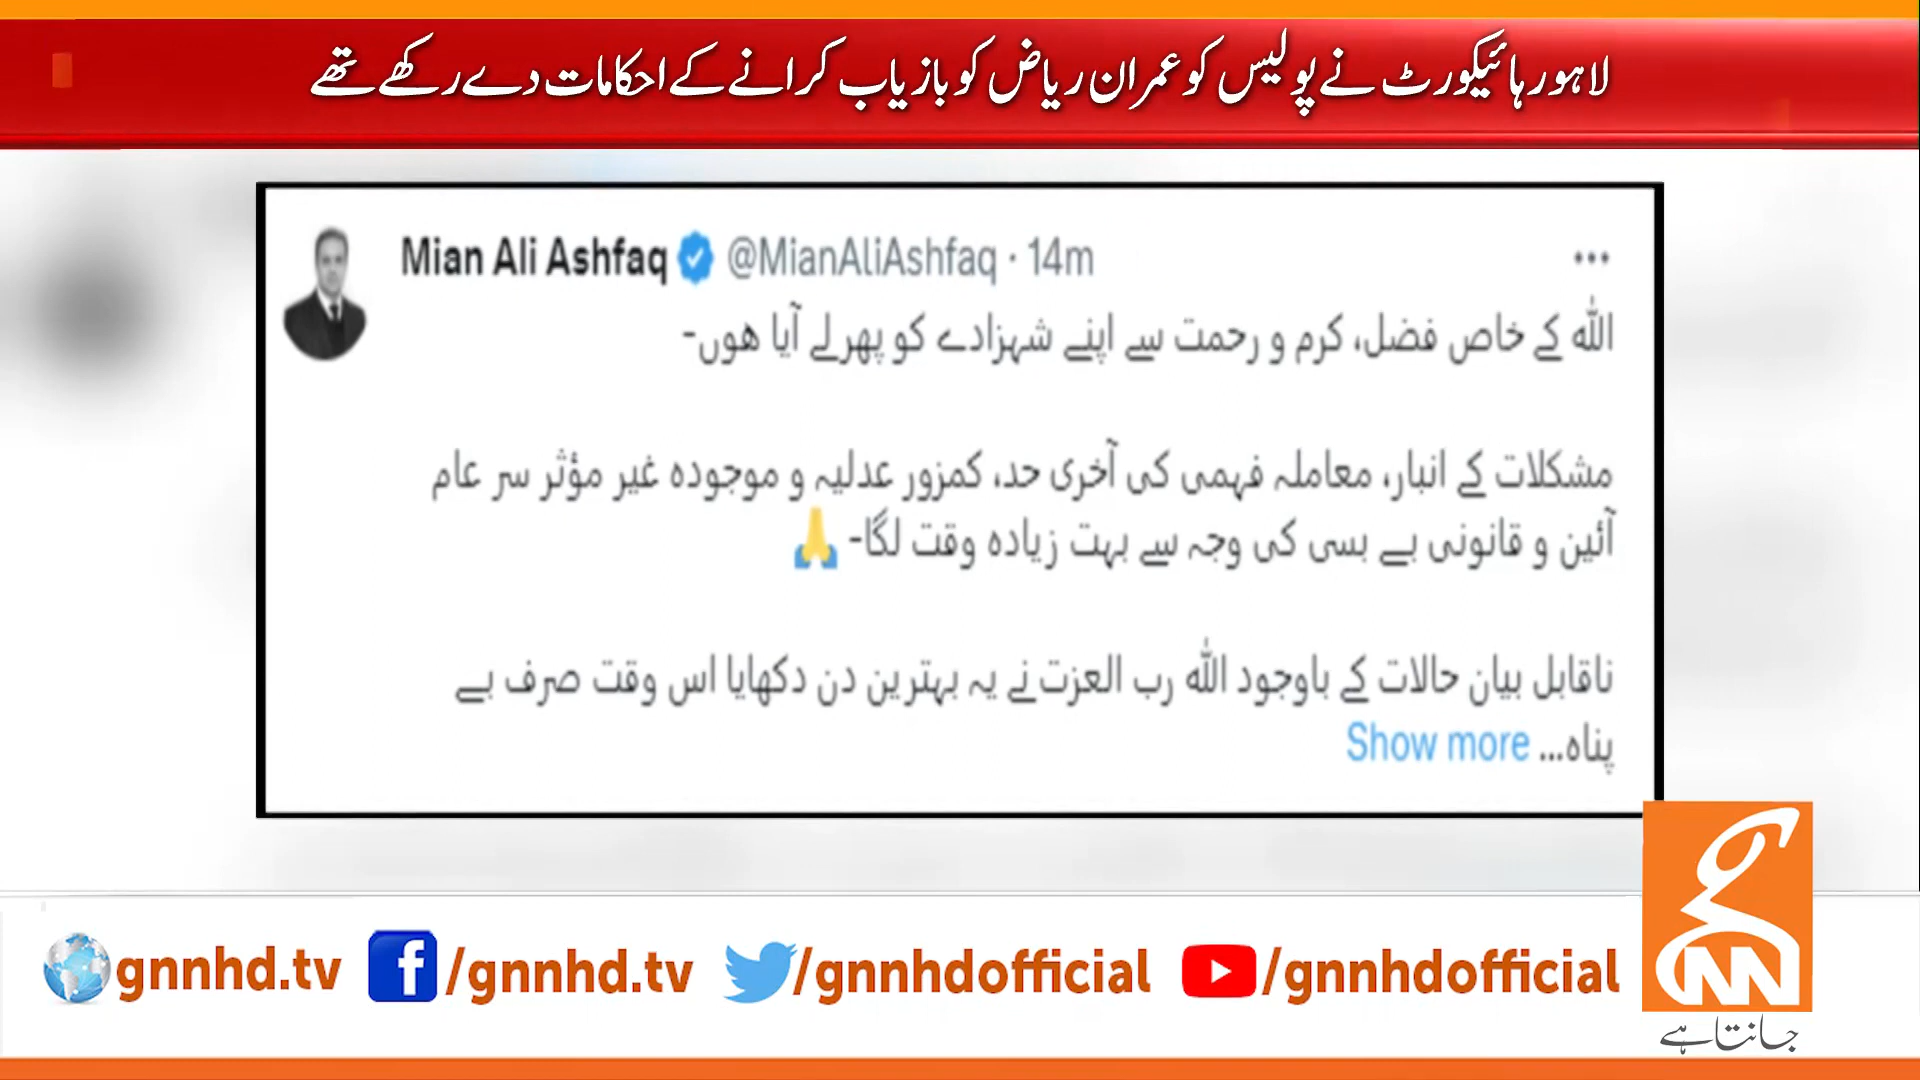 لاہور ہائیکورٹ نے پولیس کو عمران ریاض کو بازیاب کرانے کے احکامات دے رکھے تھے
Mian Ali Ashfaq @MianAliAshfaq · 14m
اللہ کے خاص فضل، کرم و رحمت سے اپنے شہزادے کو پھر لے آیا ھوں-
مشکلات کے انبار، معاملہ فہمی کی آخری حد، کمزور عدلیہ و موجودہ غیر مؤثر سر عام
آئین و قانونی بے بسی کی وجہ سے بہت زیادہ وقت لگا- 🙏
ناقابل بیان حالات کے باوجود اللہ رب العزت نے یہ بہترین دن دکھایا اس وقت صرف بے
پناہ... Show more
gnnhd.tv /gnnhd.tv /gnnhdofficial /gnnhdofficial
GNN
جانتا ہے